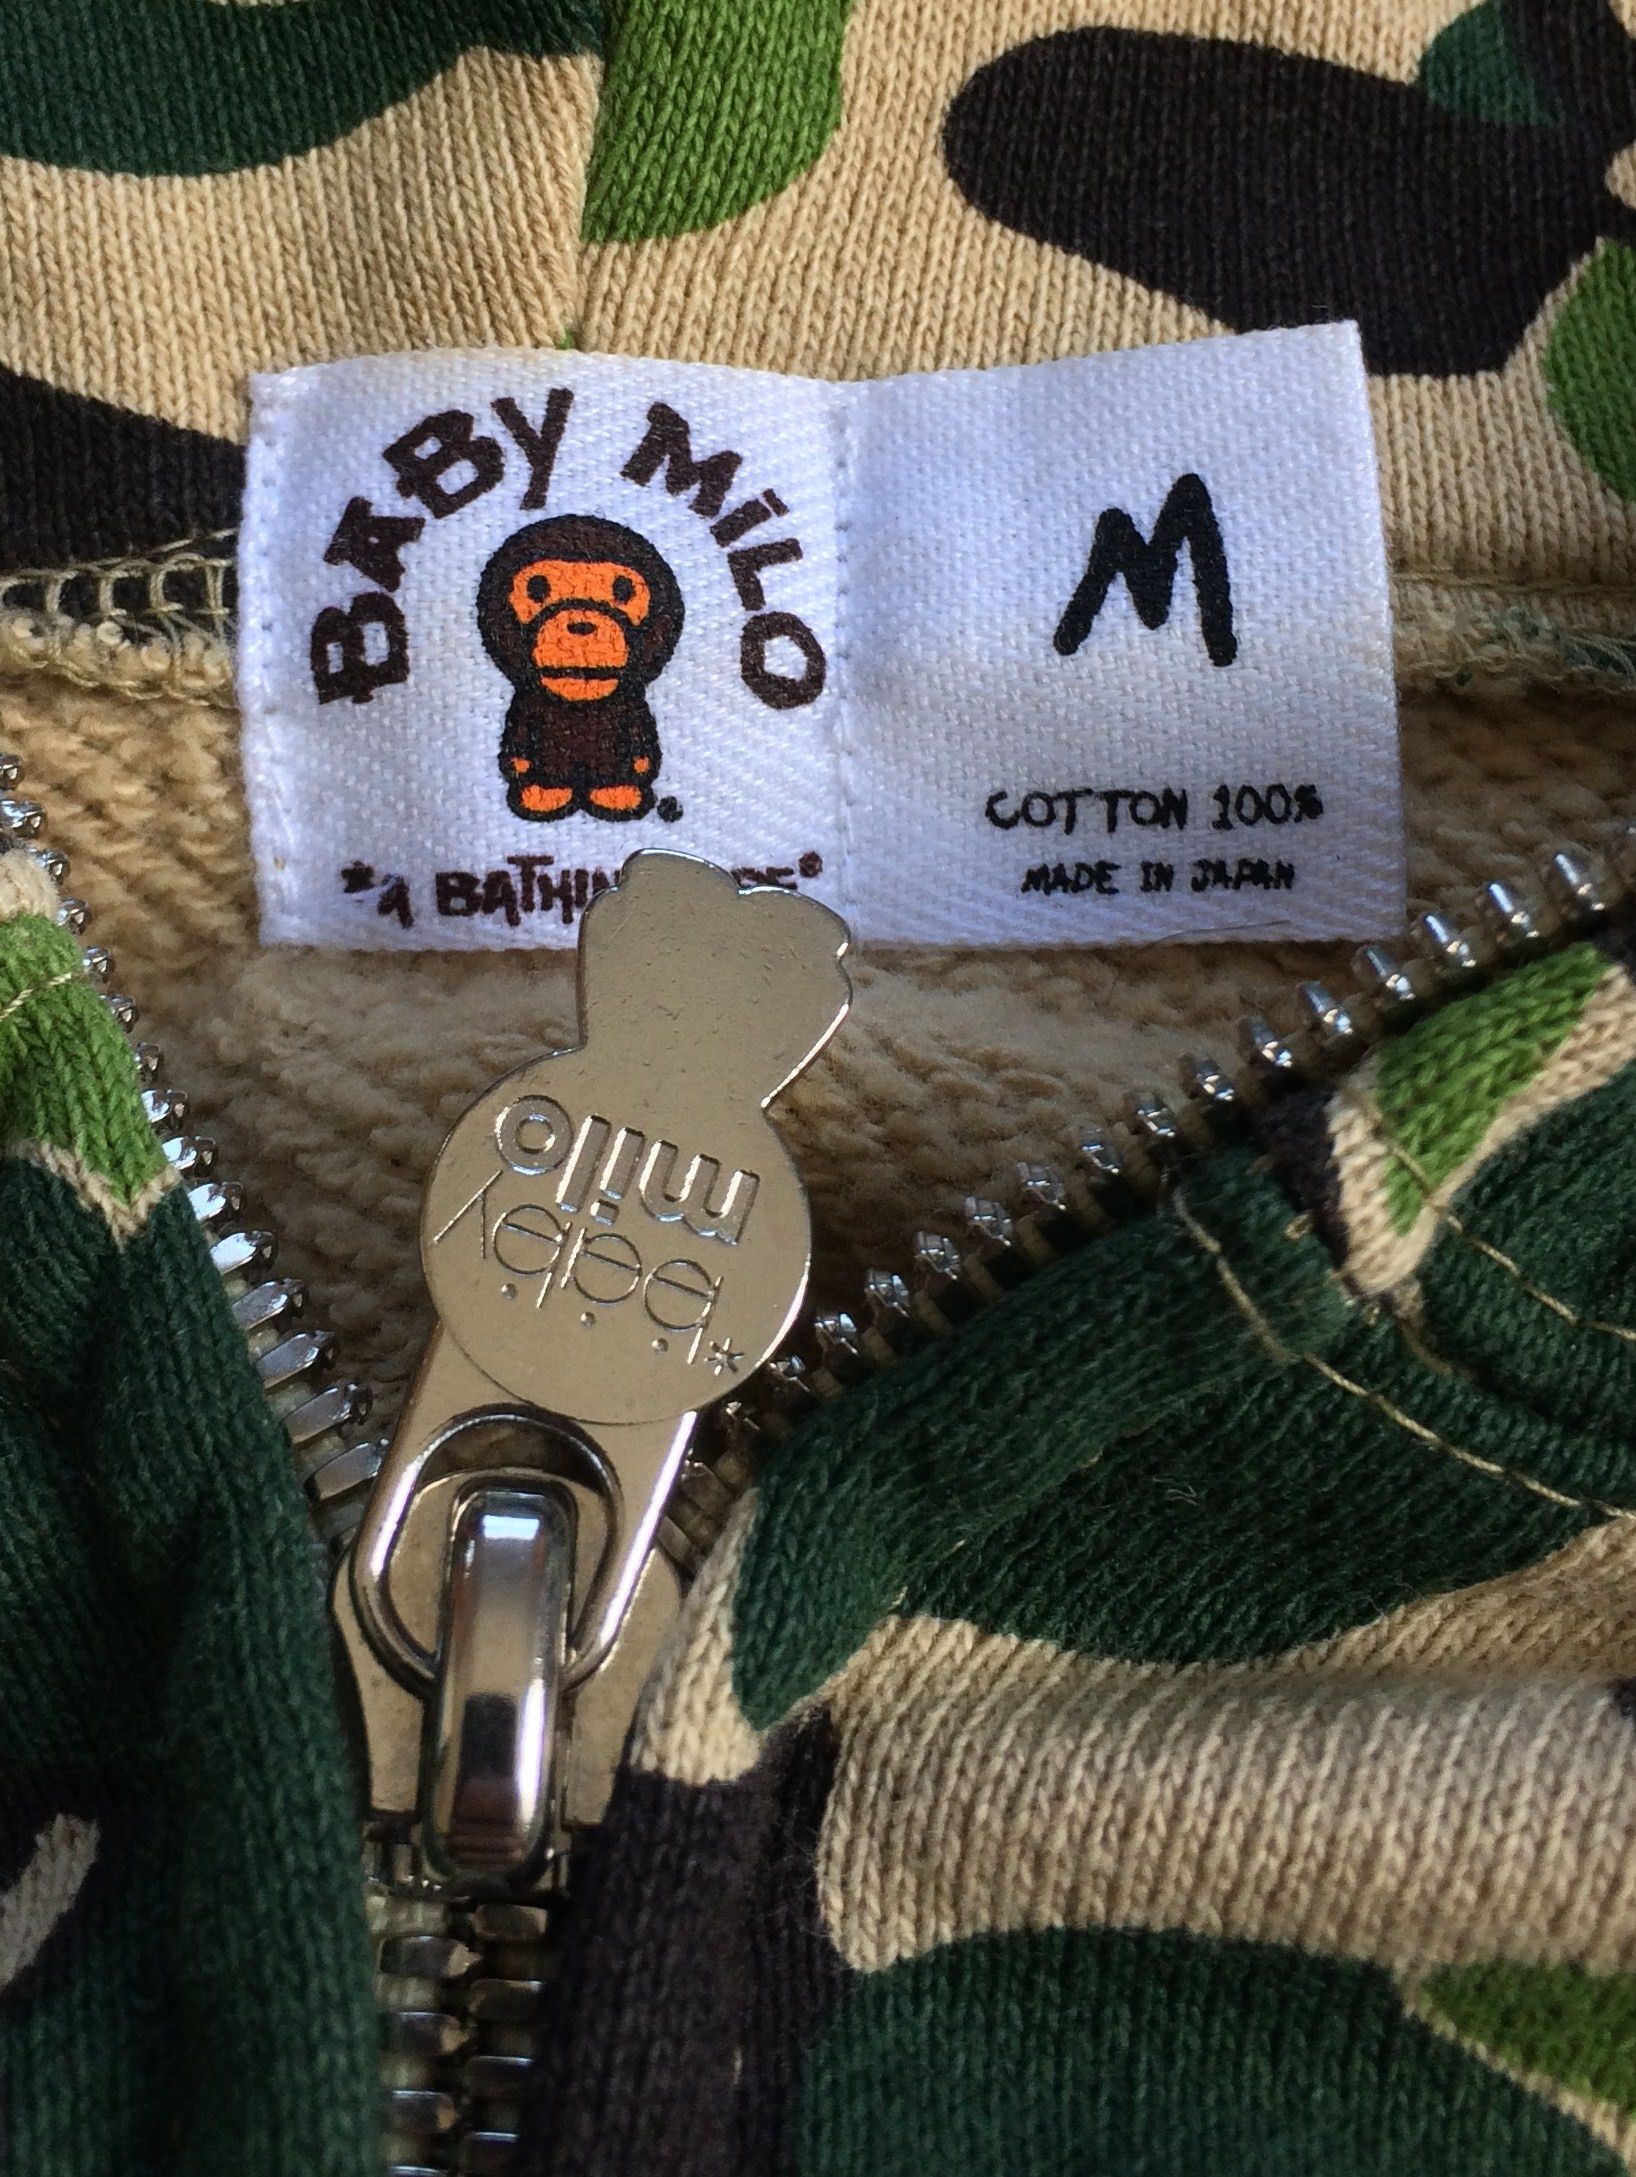 BABY MiLO
*A BATHIN
M
COTTON 100%
MADE IN JAPAN
*baby
milo